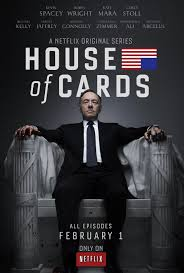 A NETFLIX ORIGINAL SERIES
KEVIN SPACEY ROBIN WRIGHT KATE MARA COREY STOLL
HOUSE
of CARDS
ALL EPISODES
FEBRUARY 1
ONLY ON
NETFLIX